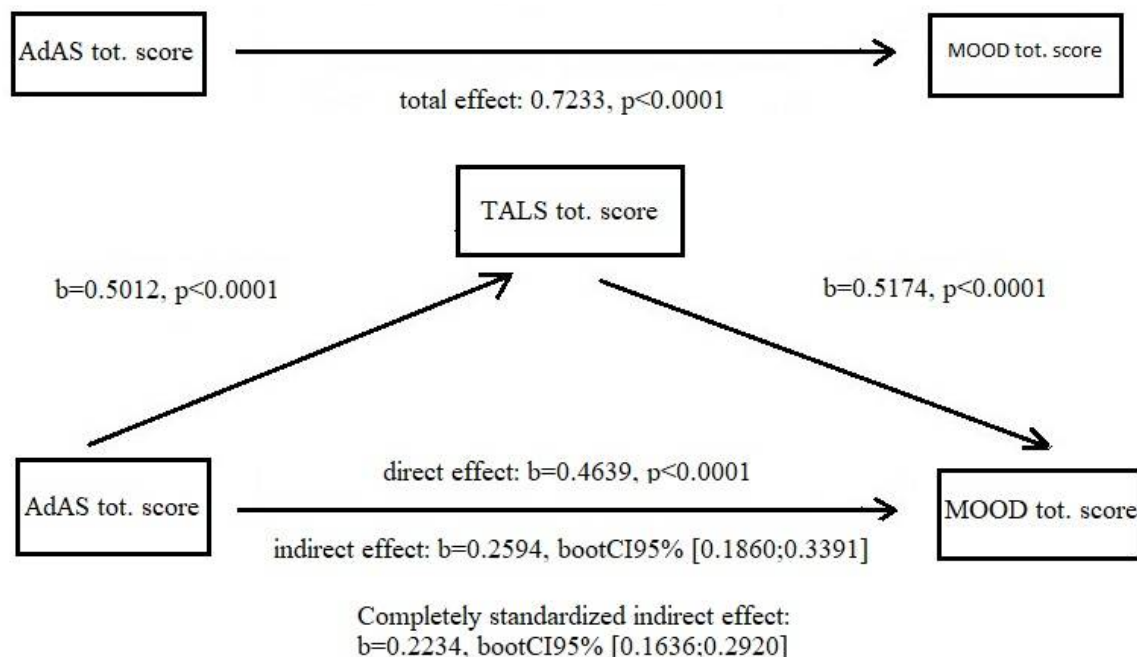 AdAS tot. score
MOOD tot. score
total effect: 0.7233, p<0.0001
TALS tot. score
b=0.5012, p<0.0001
b=0.5174, p<0.0001
direct effect: b=0.4639, p<0.0001
AdAS tot. score
MOOD tot. score
indirect effect: b=0.2594, bootCI95% [0.1860;0.3391]
Completely standardized indirect effect:
b=0.2234, bootCI95% [0.1636;0.2920]